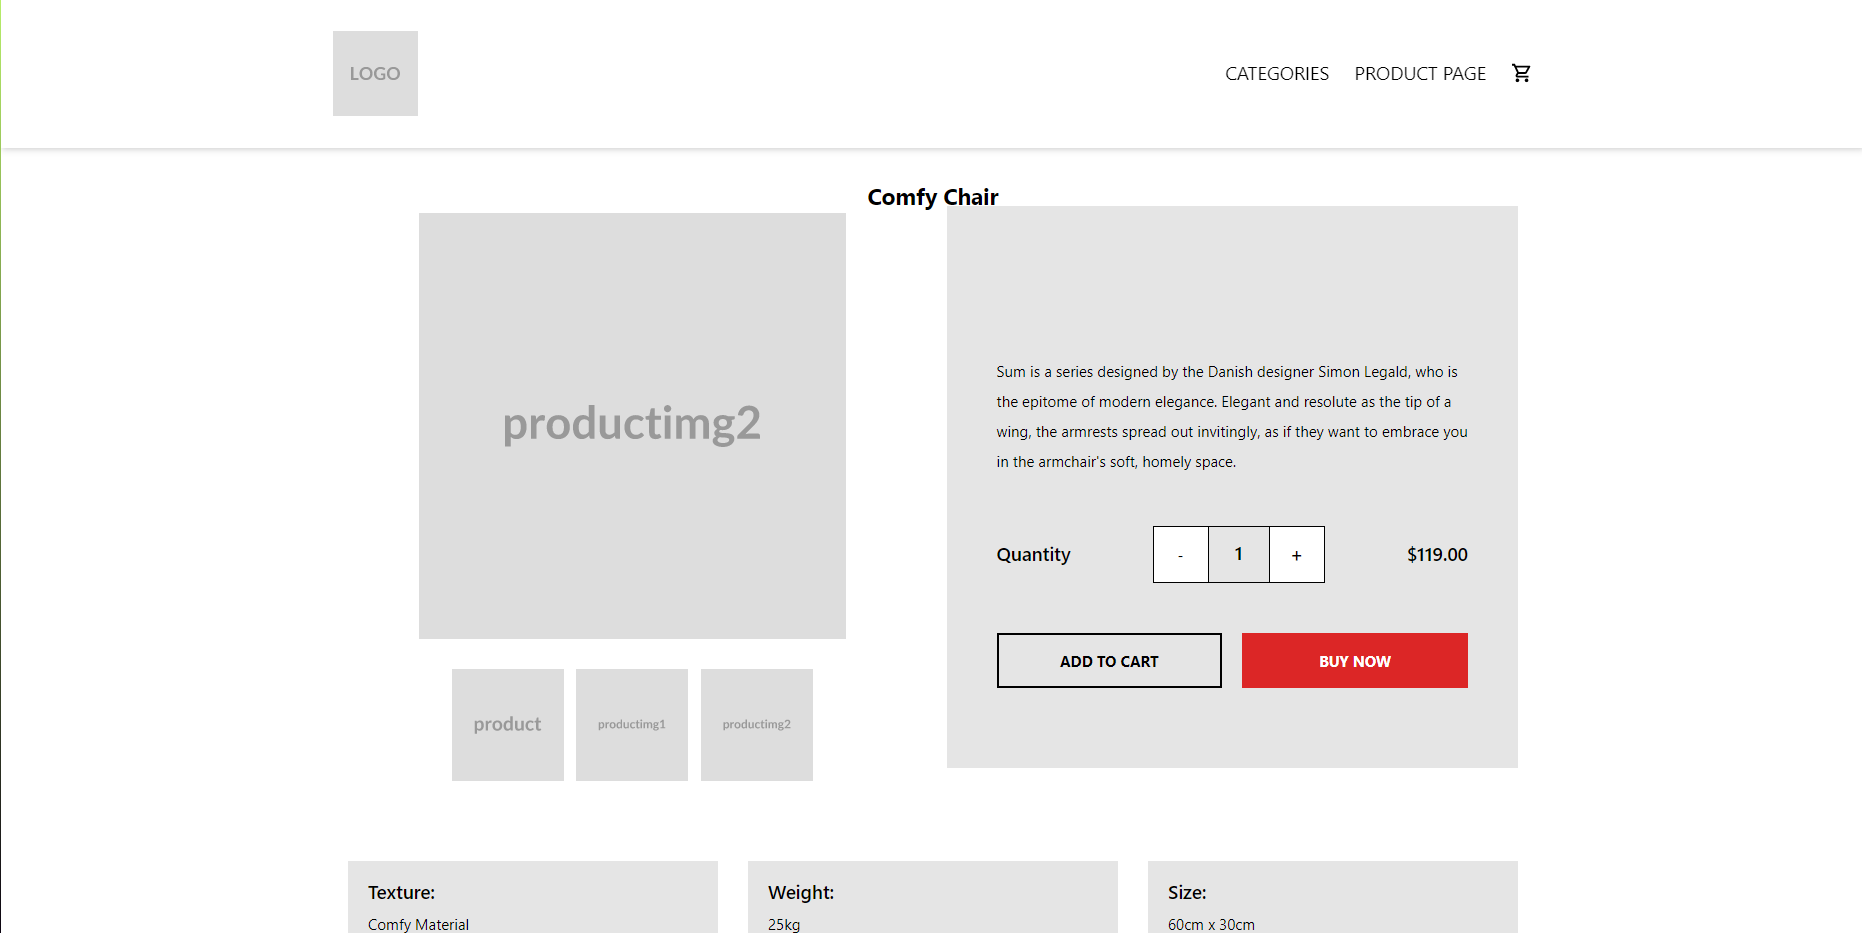 LOGO
CATEGORIES PRODUCT PAGE
Comfy Chair
productimg2
product productimg1 productimg2
Sum is a series designed by the Danish designer Simon Legald, who is
the epitome of modern elegance. Elegant and resolute as the tip of a
wing, the armrests spread out invitingly, as if they want to embrace you
in the armchair's soft, homely space.
Quantity - 1 + $119.00
ADD TO CART BUY NOW
Texture:
Comfy Material
Weight:
25kg
Size:
60cm x 30cm